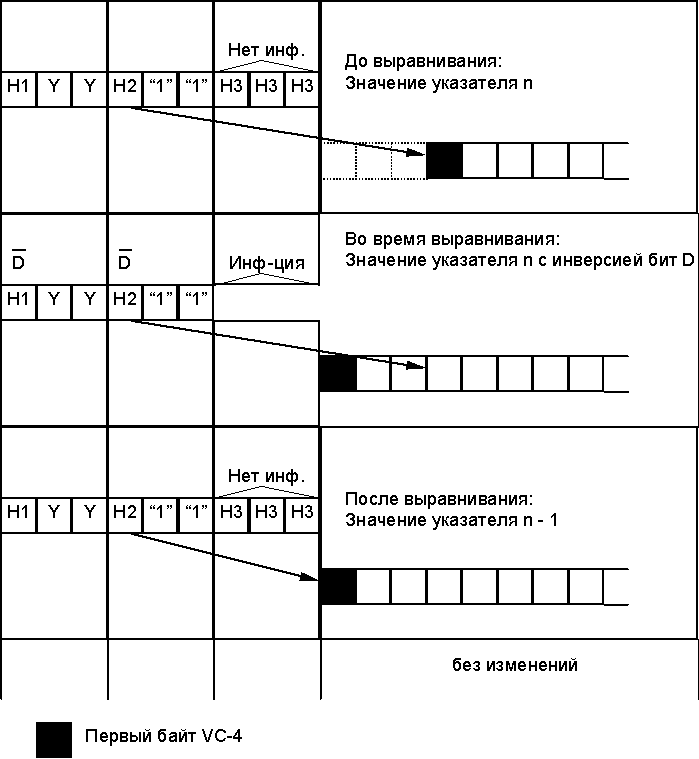 Нет инф.
До выравнивания:
Значение указателя n
H1 Y Y H2 “1” “1” H3 H3 H3
Во время выравнивания:
Значение указателя n с инверсией бит D
D D Инф-ция
H1 Y Y H2 “1” “1”
Нет инф.
После выравнивания:
Значение указателя n - 1
H1 Y Y H2 “1” “1” H3 H3 H3
без изменений
Первый байт VC-4